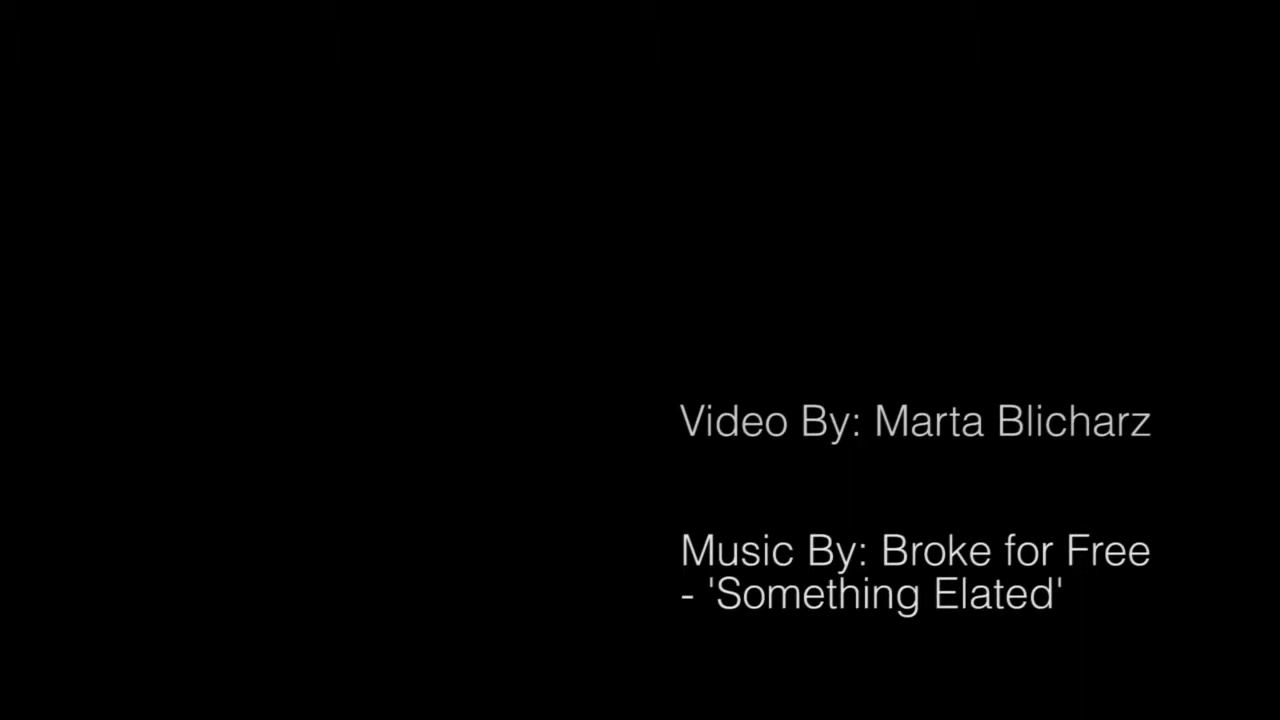 Video By: Marta Blicharz
Music By: Broke for Free
- 'Something Elated'